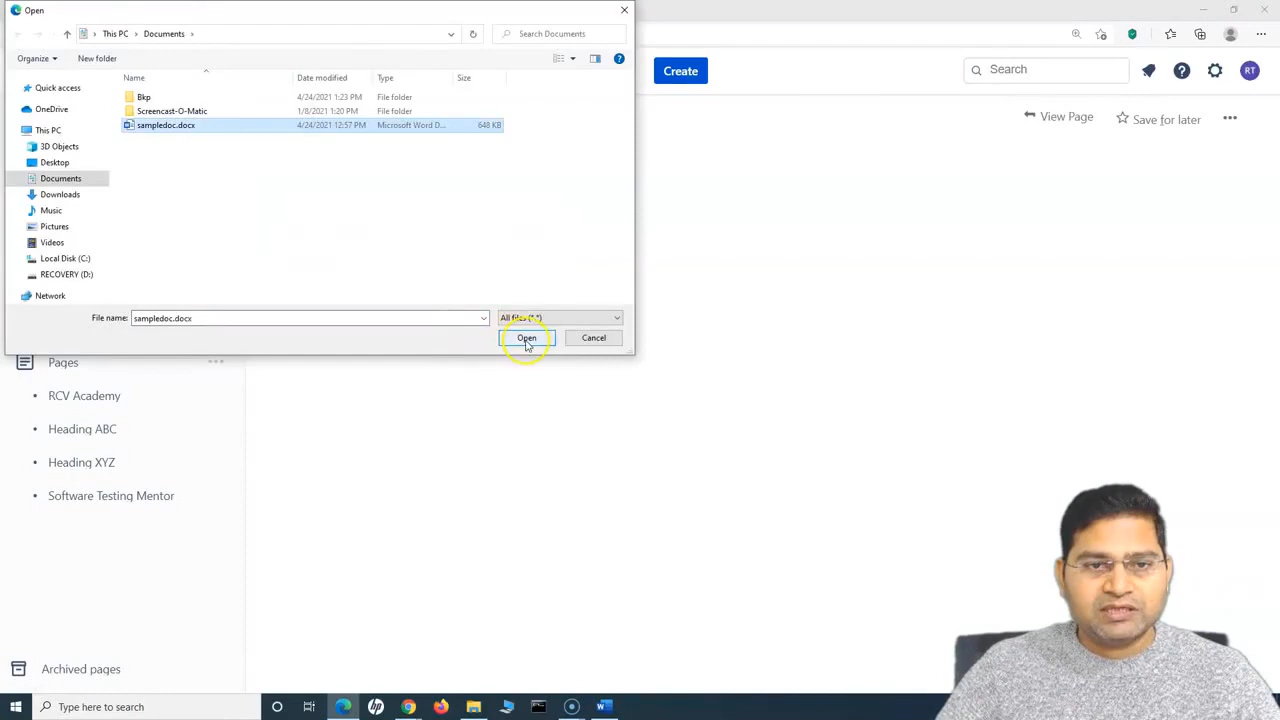 Open
This PC Documents
Search Documents
Organize New folder
Name Date modified Type Size
Quick access
OneDrive
This PC
3D Objects
Desktop
Documents
Downloads
Music
Pictures
Videos
Local Disk (C:)
RECOVERY (D:)
Network
Bkp 4/24/2021 1:23 PM File folder
Screencast-O-Matic 1/8/2021 1:20 PM File folder
sampledoc.docx 4/24/2021 12:57 PM Microsoft Word D... 648 KB
File name: sampledoc.docx All files (*.*)
Open Cancel
Create
Search
RT
View Page
Save for later
Pages
RCV Academy
Heading ABC
Heading XYZ
Software Testing Mentor
Archived pages
Type here to search